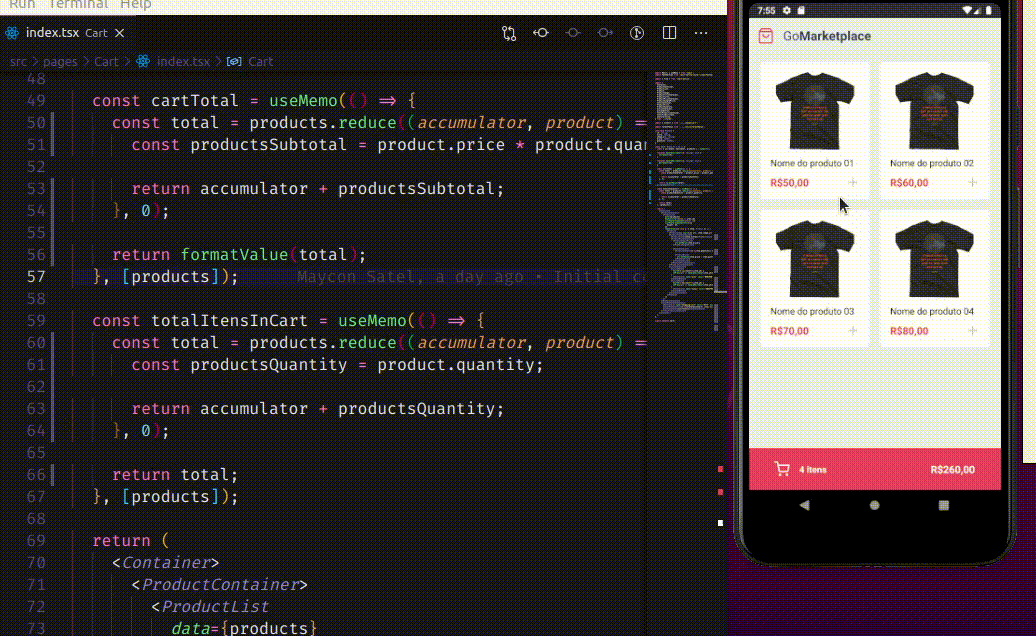 Run Terminal Help
index.tsx Cart
src > pages > Cart > index.tsx > Cart
48
49 const cartTotal = useMemo(() => {
50 const total = products.reduce((accumulator, product) =
51 const productsSubtotal = product.price * product.quan
52
53 return accumulator + productsSubtotal;
54 }, 0);
55
56 return formatValue(total);
57 }, [products]); a day ago • Initial
58
59 const totalItensInCart = useMemo(() => {
60 const total = products.reduce((accumulator, product) =
61 const productsQuantity = product.quantity;
62
63 return accumulator + productsQuantity;
64 }, 0);
65
66 return total;
67 }, [products]);
68
69 return (
70 <Container>
71 <ProductContainer>
72 <ProductList
73 data={products}
7:55
GoMarketplace
Nome do produto 01
R$50,00 +
Nome do produto 02
R$60,00 +
Nome do produto 03
R$70,00 +
Nome do produto 04
R$80,00 +
4 itens
R$260,00